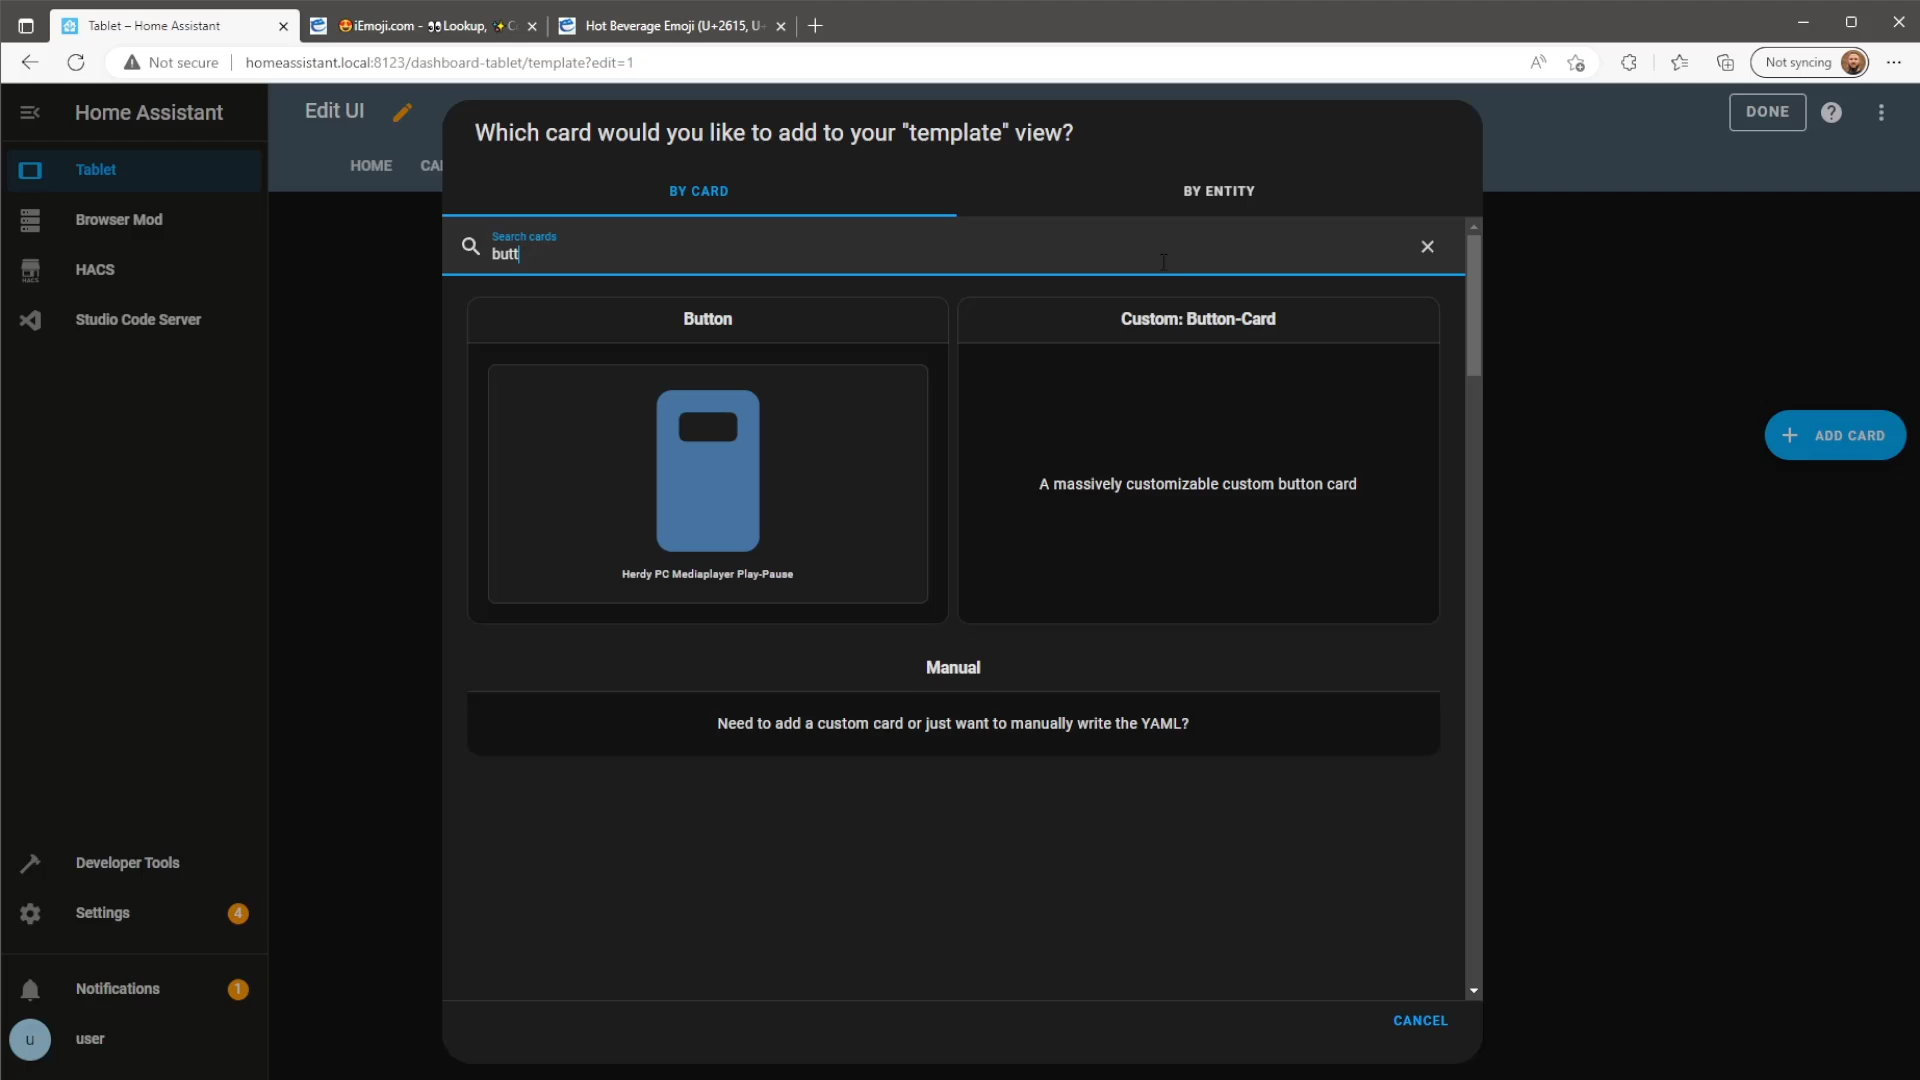 Tablet – Home Assistant
😍iEmoji.com - 👀Lookup, ✨C
Hot Beverage Emoji (U+2615, U+
Not secure
homeassistant.local:8123/dashboard-tablet/template?edit=1
Not syncing
Home Assistant
Edit UI
DONE
HOME
CA
Tablet
Browser Mod
HACS
HACS
Studio Code Server
Which card would you like to add to your "template" view?
BY CARD
BY ENTITY
Search cards
butt
Button
Custom: Button-Card
A massively customizable custom button card
Herdy PC Mediaplayer Play-Pause
Manual
Need to add a custom card or just want to manually write the YAML?
ADD CARD
CANCEL
Developer Tools
Settings
4
Notifications
1
u
user